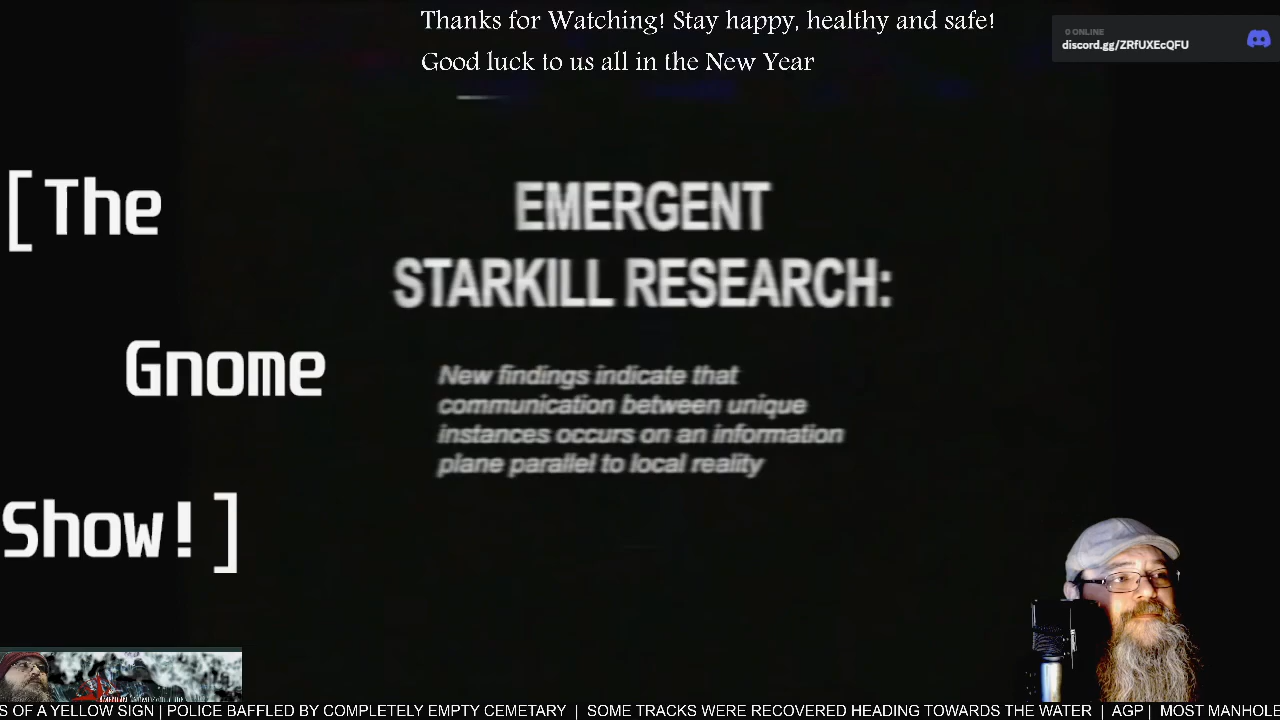 Thanks for Watching! Stay happy, healthy and safe!
Good luck to us all in the New Year
0 ONLINE
discord.gg/ZRfUXEcQFU
[The
Gnome
Show!]
EMERGENT
STARKILL RESEARCH:
New findings indicate that
communication between unique
instances occurs on an information
plane parallel to local reality
S OF A YELLOW SIGN | POLICE BAFFLED BY COMPLETELY EMPTY CEMETARY | SOME TRACKS WERE RECOVERED HEADING TOWARDS THE WATER | AGP | MOST MANHOLE